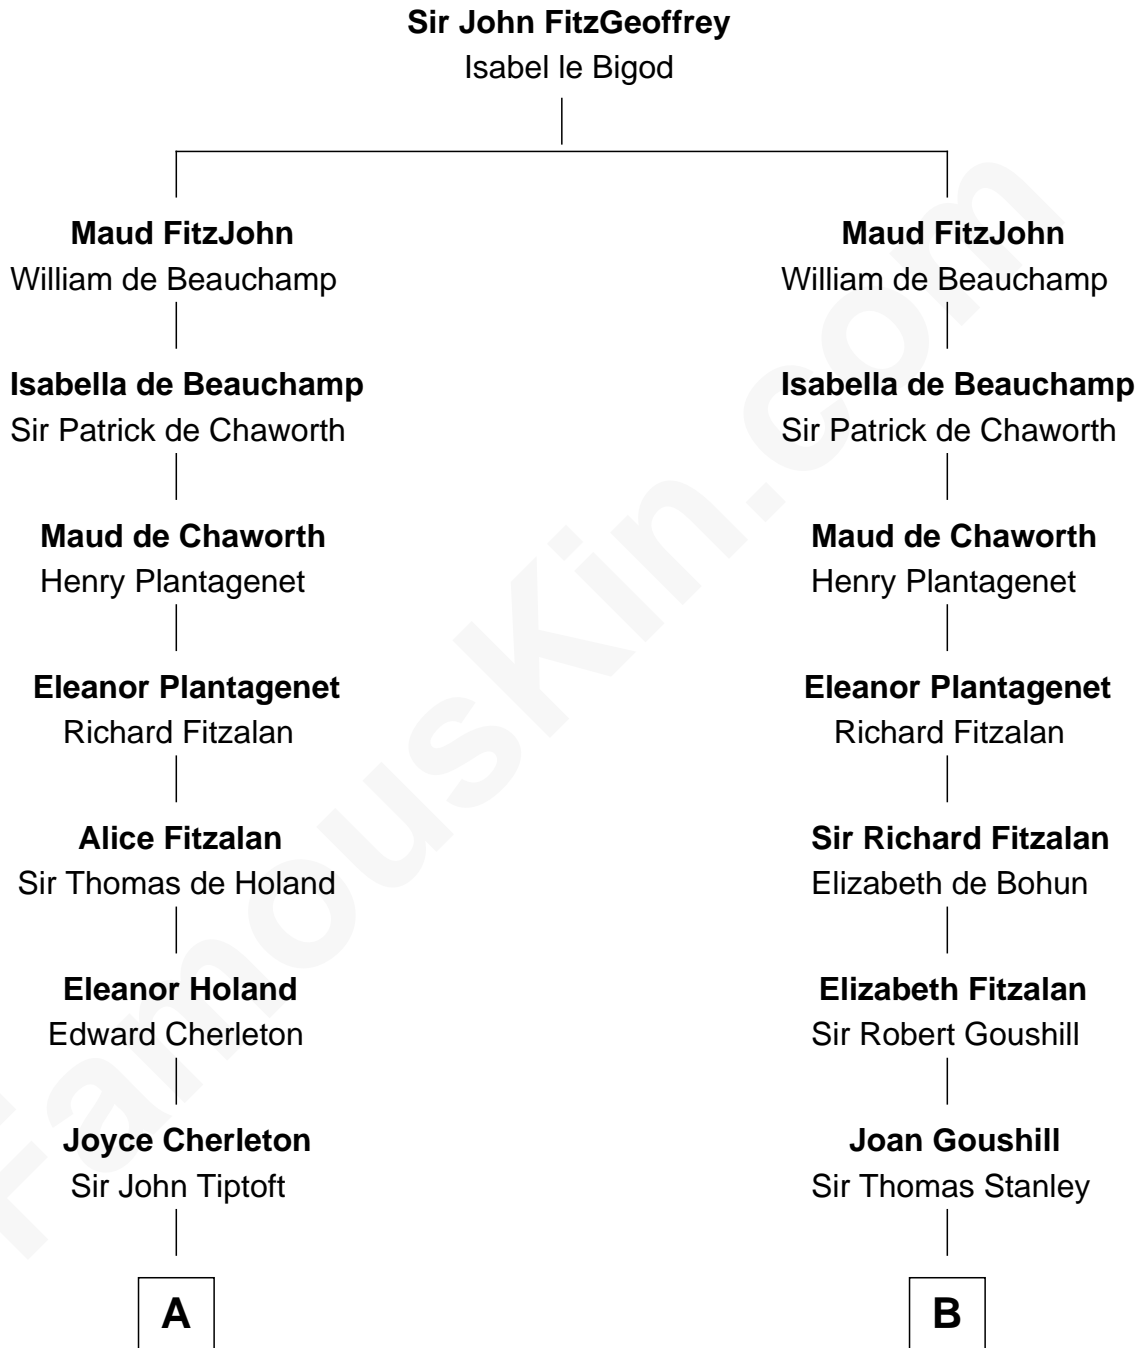 Sir John FitzGeoffrey
Isabel le Bigod
Maud FitzJohn
William de Beauchamp
Isabella de Beauchamp
Sir Patrick de Chaworth
Maud de Chaworth
Henry Plantagenet
Eleanor Plantagenet
Richard Fitzalan
Alice Fitzalan
Sir Thomas de Holand
Eleanor Holand
Edward Cherleton
Joyce Cherleton
Sir John Tiptoft
A
Maud FitzJohn
William de Beauchamp
Isabella de Beauchamp
Sir Patrick de Chaworth
Maud de Chaworth
Henry Plantagenet
Eleanor Plantagenet
Richard Fitzalan
Sir Richard Fitzalan
Elizabeth de Bohun
Elizabeth Fitzalan
Sir Robert Goushill
Joan Goushill
Sir Thomas Stanley
B
FamousKin.com